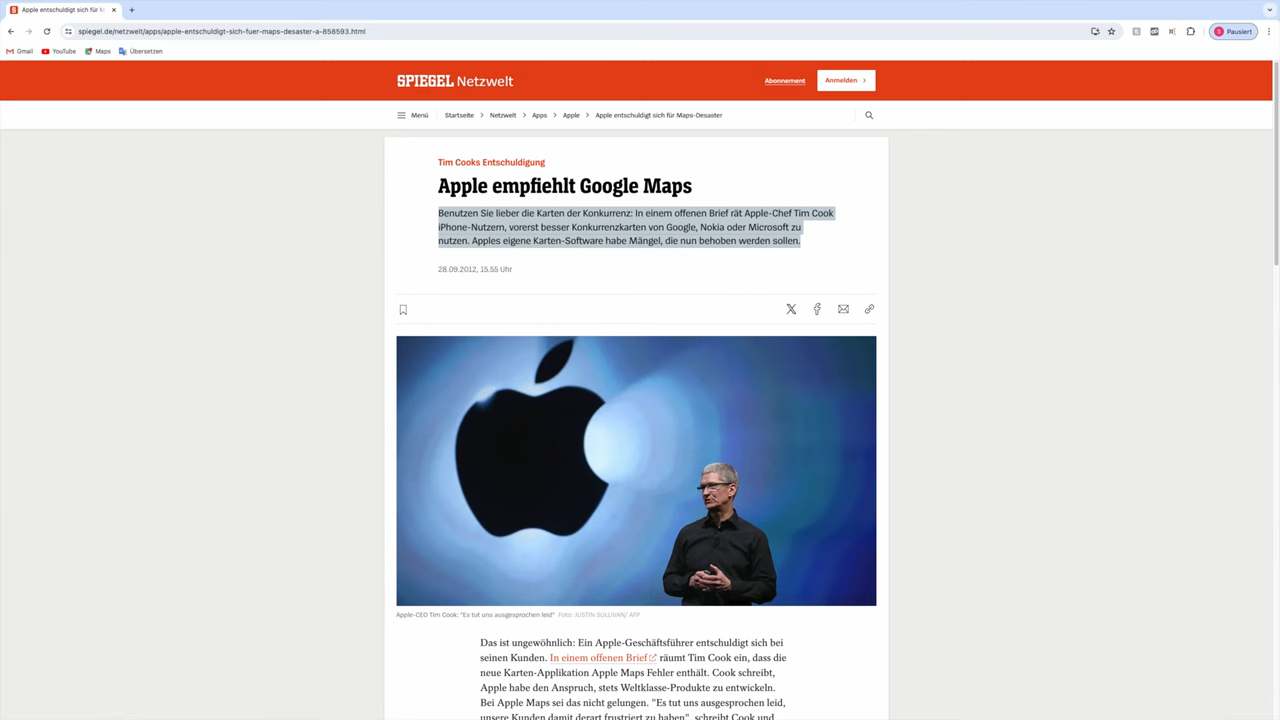 Apple entschuldigt sich für M
spiegel.de/netzwelt/apps/apple-entschuldigt-sich-fuer-maps-desaster-a-858593.html
Pausiert
Gmail
YouTube
Maps
Übersetzen
SPIEGEL Netzwelt
Abonnement
Anmelden
Menü
Startseite
Netzwelt
Apps
Apple
Apple entschuldigt sich für Maps-Desaster
Tim Cooks Entschuldigung
Apple empfiehlt Google Maps
Benutzen Sie lieber die Karten der Konkurrenz: In einem offenen Brief rät Apple-Chef Tim Cook
iPhone-Nutzern, vorerst besser Konkurrenzkarten von Google, Nokia oder Microsoft zu
nutzen. Apples eigene Karten-Software habe Mängel, die nun behoben werden sollen.
28.09.2012, 15.55 Uhr
Apple-CEO Tim Cook: "Es tut uns ausgesprochen leid" Foto: JUSTIN SULLIVAN/ AFP
Das ist ungewöhnlich: Ein Apple-Geschäftsführer entschuldigt sich bei
seinen Kunden. In einem offenen Brief räumt Tim Cook ein, dass die
neue Karten-Applikation Apple Maps Fehler enthält. Cook schreibt,
Apple habe den Anspruch, stets Weltklasse-Produkte zu entwickeln.
Bei Apple Maps sei das nicht gelungen. "Es tut uns ausgesprochen leid,
unsere Kunden damit derart frustriert zu haben", schreibt Cook und